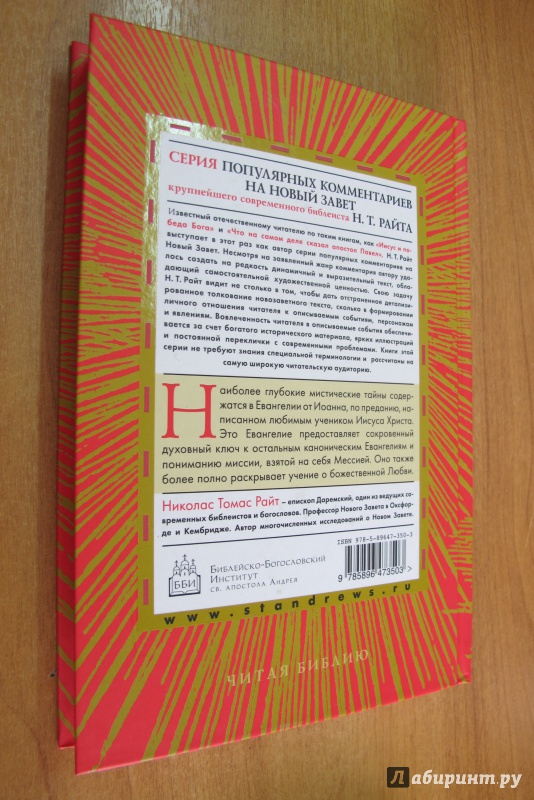 СЕРИЯ ПОПУЛЯРНЫХ КОММЕНТАРИЕВ
НА НОВЫЙ ЗАВЕТ
крупнейшего современного библеиста Н. Т. РАЙТА
Известный отечественному читателю по таким книгам, как «Иисус и по-
беда Бога» и «Что на самом деле сказал апостол Павел», Н. Т. Райт
выступает в этот раз как автор серии популярных комментариев на
Новый Завет. Несмотря на заявленный жанр комментария автору уда-
лось создать на редкость динамичный и выразительный текст, обла-
дающий самостоятельной художественной ценностью. Свою задачу
Н. Т. Райт видит не столько в том, чтобы дать отстраненное детализи-
рованное толкование новозаветного текста, сколько в формировании
личного отношения читателя к описываемым событиям, персонажам
и явлениям. Вовлеченность читателя в описываемые события обеспечи-
вается за счет богатого исторического материала, ярких иллюстраций
и постоянной переклички с современными проблемами. Книги этой
серии не требуют знания специальной терминологии и рассчитаны на
самую широкую читательскую аудиторию.
Наиболее глубокие мистические тайны содер-
жатся в Евангелии от Иоанна, по преданию, на-
писанном любимым учеником Иисуса Христа.
Это Евангелие предоставляет сокровенный
духовный ключ к остальным каноническим Евангелиям и
пониманию миссии, взятой на себя Мессией. Оно также
более полно раскрывает учение о божественной Любви.
Николас Томас Райт – епископ Даремский, один из ведущих со-
временных библеистов и богословов. Профессор Нового Завета в Оксфор-
де и Кембридже. Автор многочисленных исследований о Новом Завете.
ББИ
Библейско-Богословский
Институт
св. апостола Андрея
ISBN 978-5-89647-350-3
9 785896 473503 >
www.standrews.ru
ЧИТАЯ БИБЛИЮ
Лабиринт.ру